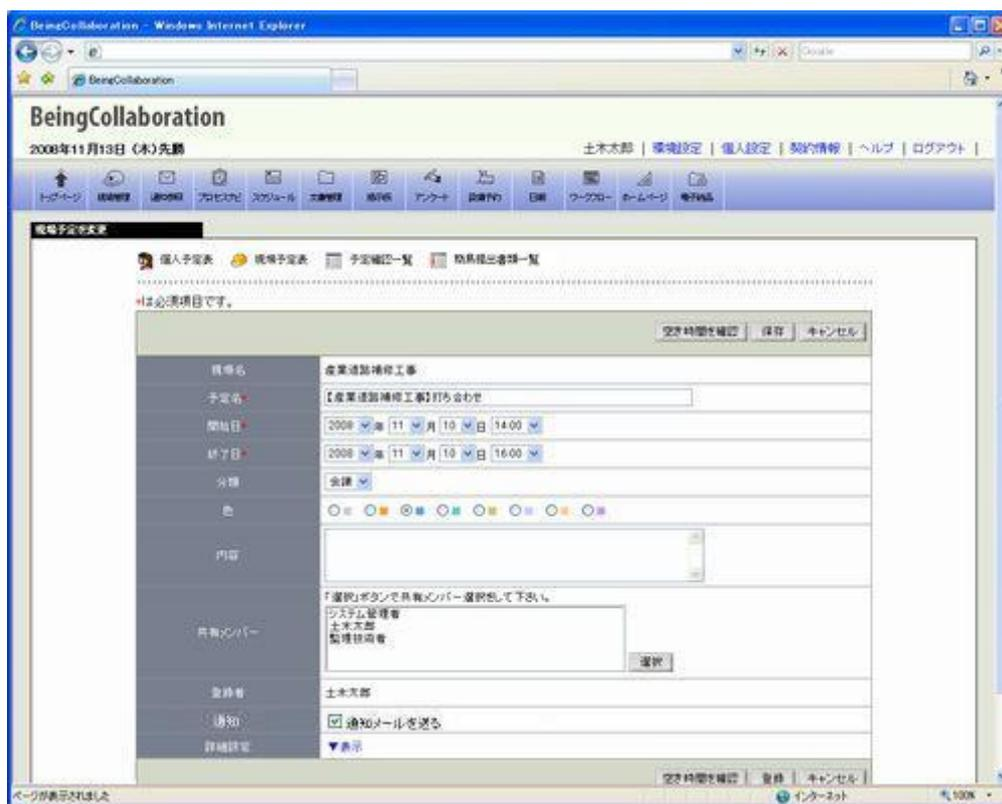 BeingCollaboration - Windows Internet Explorer
Google
BeingCollaboration
BeingCollaboration
2008年11月13日 (木)先勝
土木太郎 | 環境設定 | 個人設定 | 契約情報 | ヘルプ | ログアウト |
トップページ 現場管理 プロセスナビ スケジュール 文書管理 掲示板 アンケート 設備予約 日報 ワークフロー ホームページ 電子納品
現場予定を変更
個人予定表 現場予定表 予定確認一覧 簡易提出書類一覧
*は必須項目です。
空き時間を確認 保存 キャンセル
現場名 産業道路補修工事
予定名* 【産業道路補修工事】打ち合わせ
開始日* 2008 年 11 月 10 日 14:00
終了日* 2008 年 11 月 10 日 16:00
分類 会議
色
内容
「選択」ボタンで共有メンバー選択をして下さい。
共有メンバー
システム管理者
土木太郎
監理技術者
選択
登録者 土木太郎
通知 通知メールを送る
詳細設定 ▼表示
空き時間を確認 登録 キャンセル
ページが表示されました
インターネット
100%